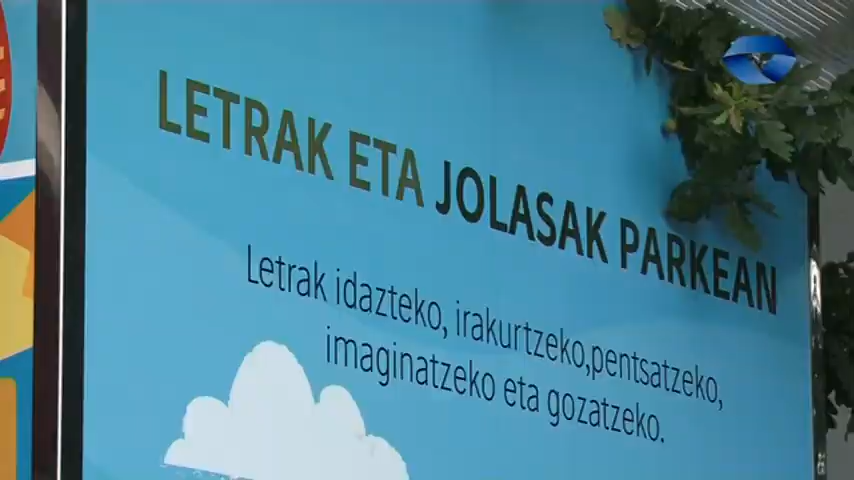 LETRAK ETA JOLASAK PARKEAN
Letrak idazteko, irakurtzeko,pentsatzeko,
imaginatzeko eta gozatzeko.